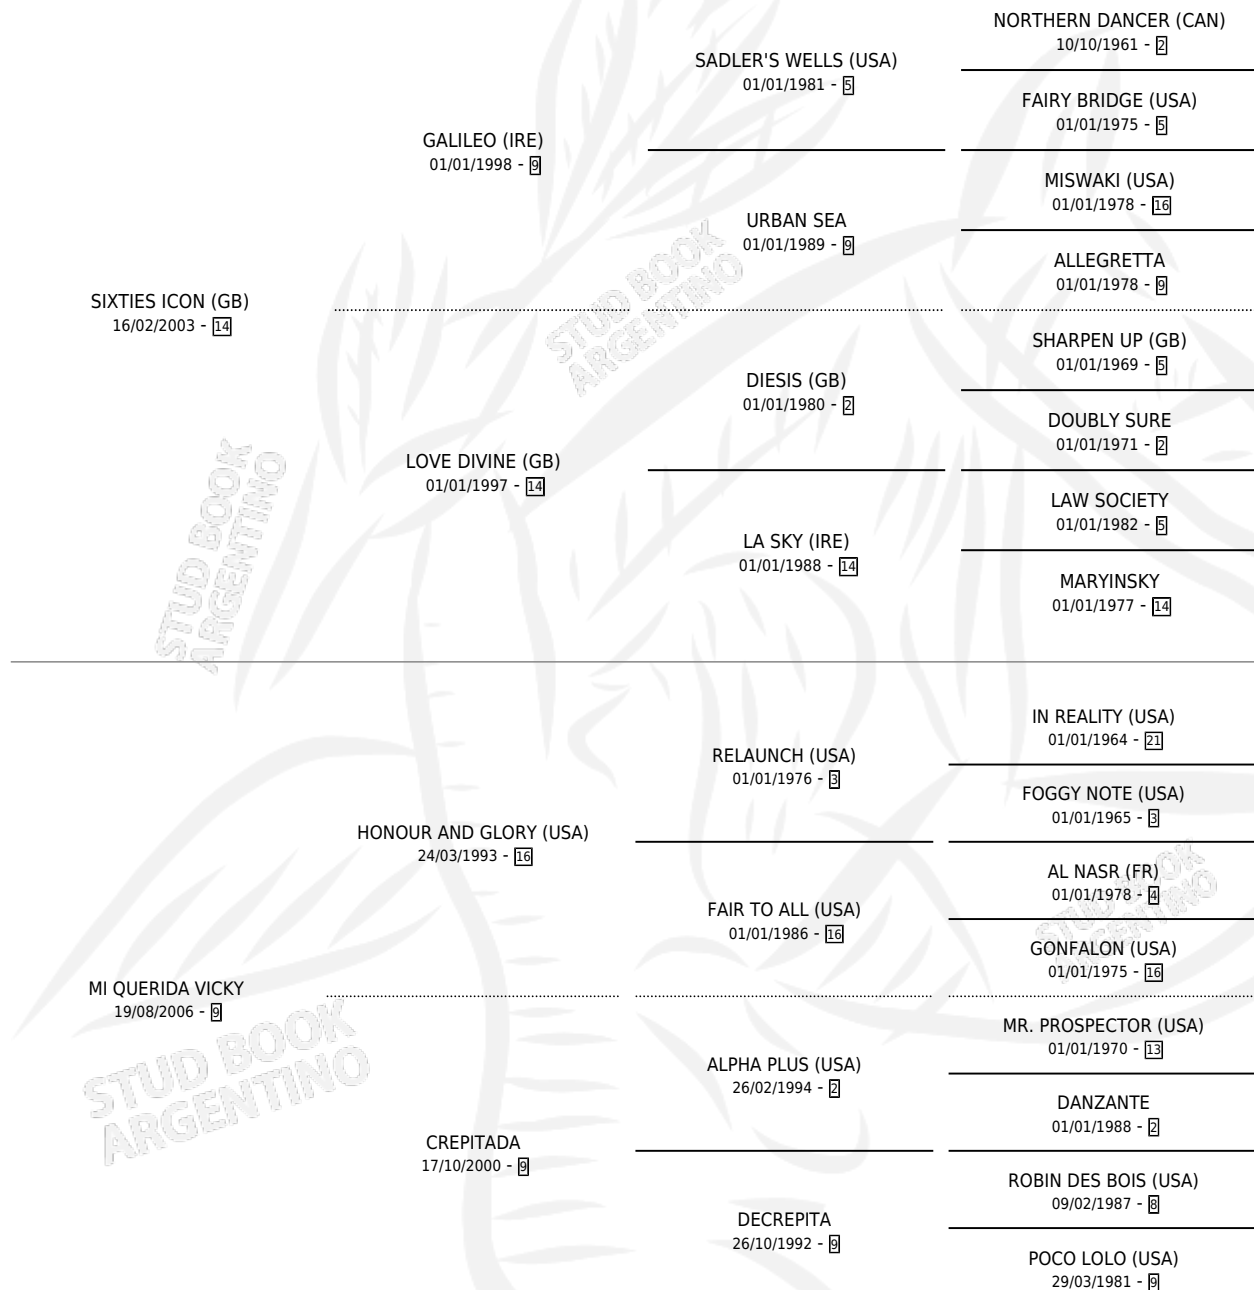 NORTHERN DANCER (CAN)
10/10/1961 - 2
SADLER'S WELLS (USA)
01/01/1981 - 5
FAIRY BRIDGE (USA)
01/01/1975 - 5
GALILEO (IRE)
01/01/1998 - 9
MISWAKI (USA)
01/01/1978 - 16
URBAN SEA
01/01/1989 - 9
ALLEGRETTA
01/01/1978 - 9
SIXTIES ICON (GB)
16/02/2003 - 14
STUD BOOK
ARGENTINO
SHARPEN UP (GB)
01/01/1969 - 5
DIESIS (GB)
01/01/1980 - 2
DOUBLY SURE
01/01/1971 - 2
LOVE DIVINE (GB)
01/01/1997 - 14
LAW SOCIETY
01/01/1982 - 5
LA SKY (IRE)
01/01/1988 - 14
MARYINSKY
01/01/1977 - 14
STUD BOOK
ARGENTINO
IN REALITY (USA)
01/01/1964 - 21
RELAUNCH (USA)
01/01/1976 - 3
FOGGY NOTE (USA)
01/01/1965 - 3
HONOUR AND GLORY (USA)
24/03/1993 - 16
AL NASR (FR)
01/01/1978 - 4
FAIR TO ALL (USA)
01/01/1986 - 16
STUD BOOK
ARGENTINO
GONFALON (USA)
01/01/1975 - 16
MI QUERIDA VICKY
19/08/2006 - 9
STUD BOOK
ARGENTINO
MR. PROSPECTOR (USA)
01/01/1970 - 13
ALPHA PLUS (USA)
26/02/1994 - 2
DANZANTE
01/01/1988 - 2
CREPITADA
17/10/2000 - 9
ROBIN DES BOIS (USA)
09/02/1987 - 8
DECREPITA
26/10/1992 - 9
POCO LOLO (USA)
29/03/1981 - 9